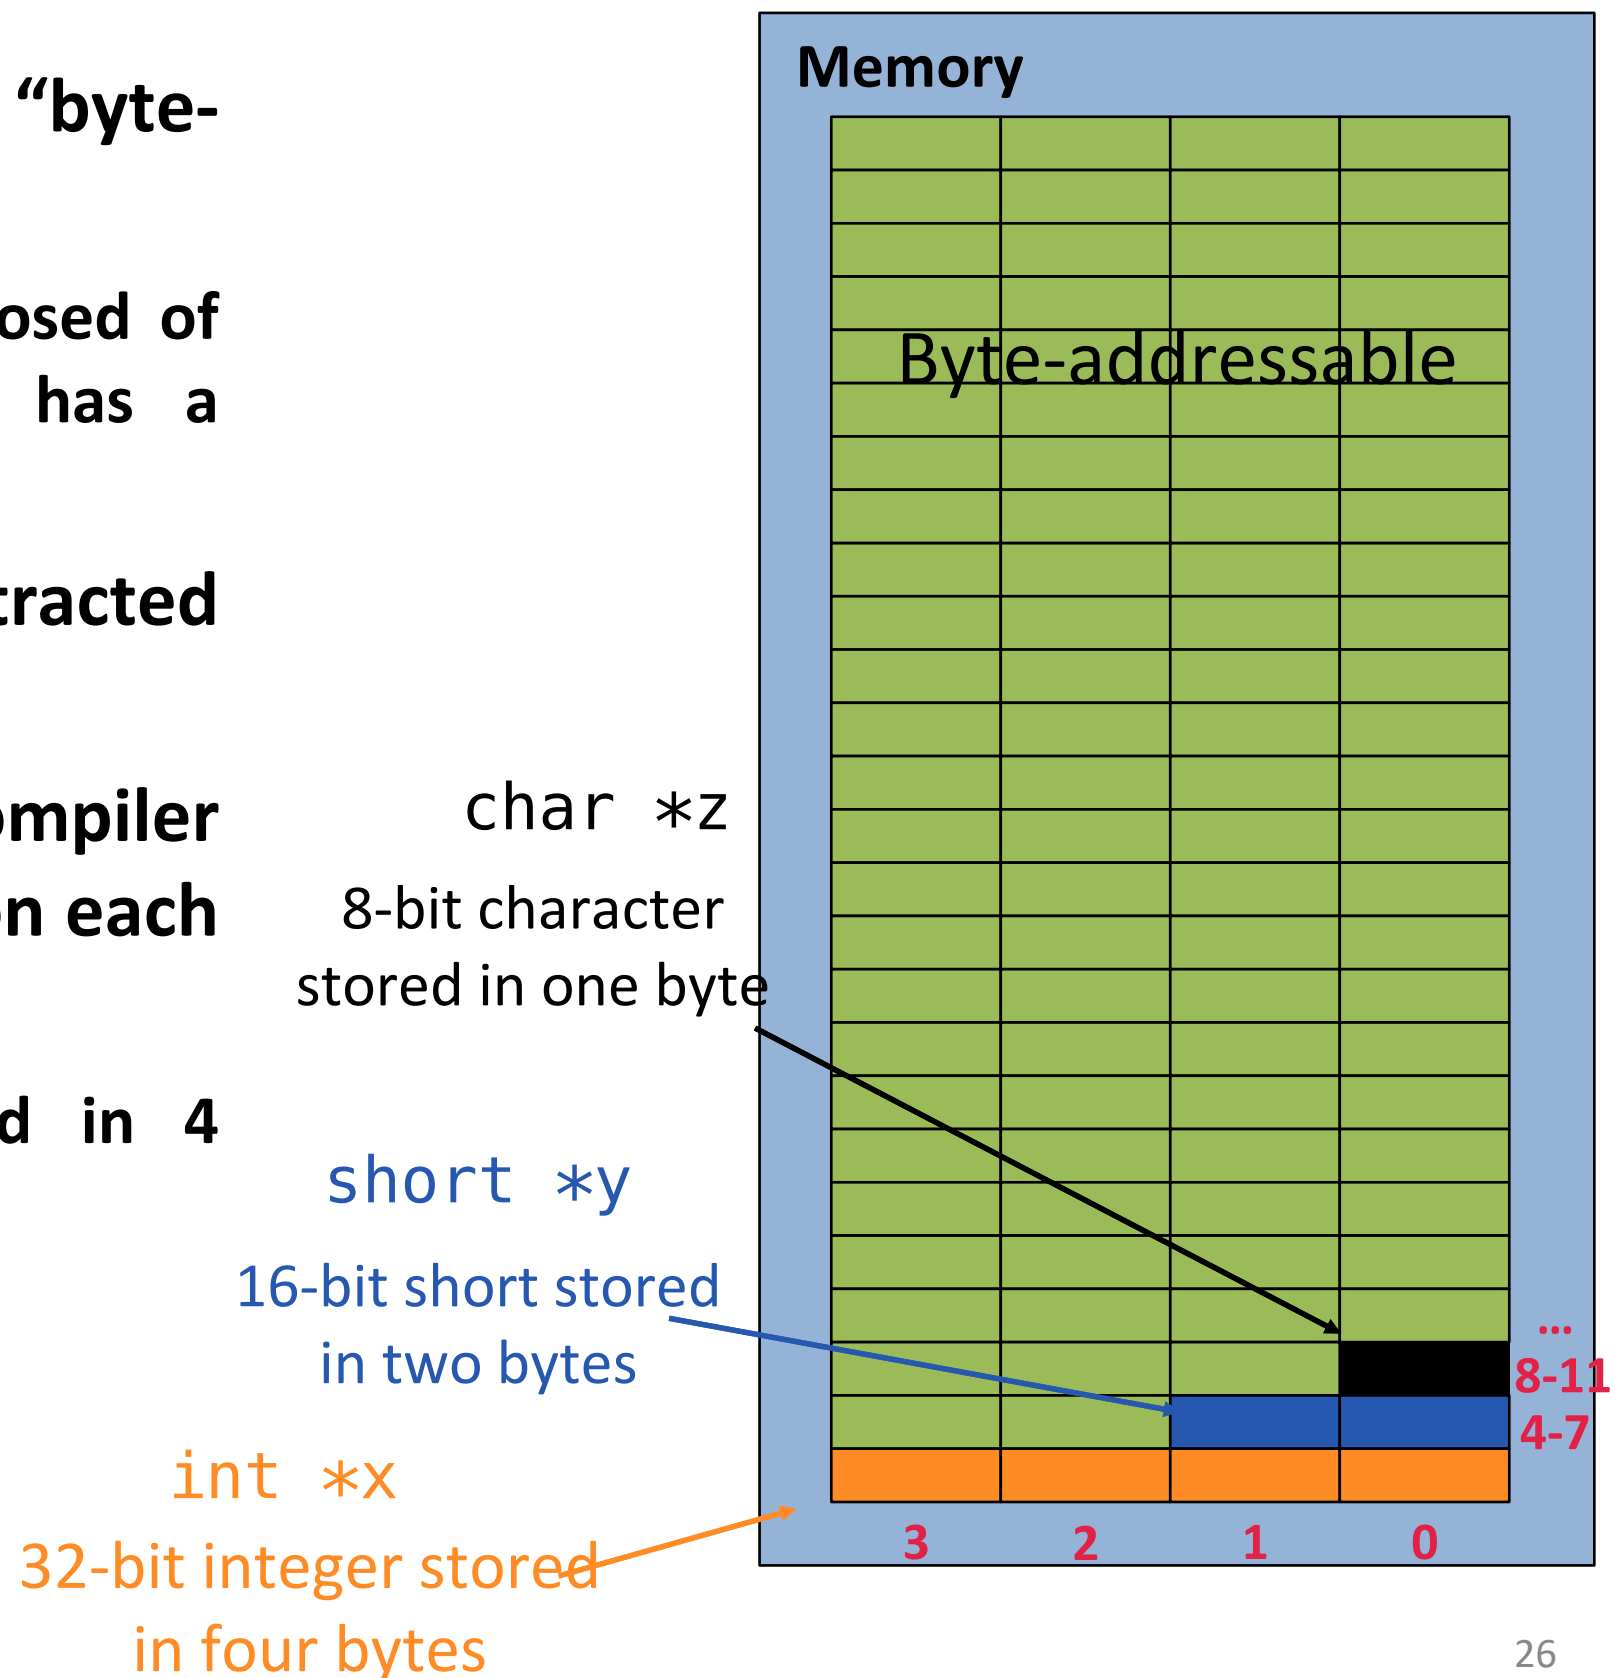 “byte-
osed of
has a
tracted
ompiler
on each
d in 4
char *z
8-bit character
stored in one byte
short *y
16-bit short stored
in two bytes
int *x
32-bit integer stored
in four bytes
Memory
Byte-addressable
...
8-11
4-7
3 2 1 0
26